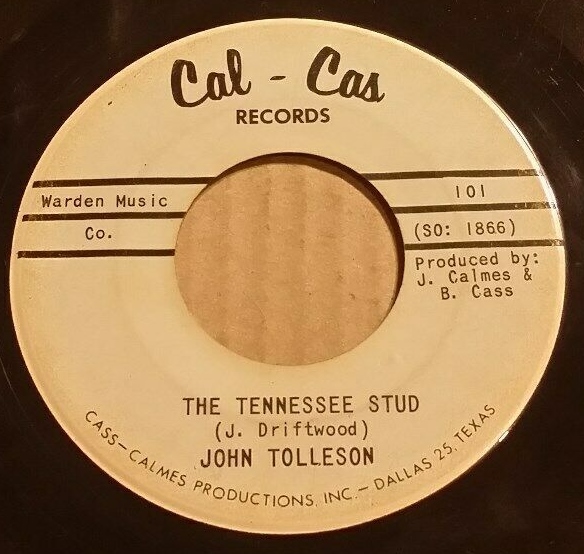 Cal - Cas
RECORDS
Warden Music
Co.
101
(SO: 1866)
Produced by:
J. Calmes &
B. Cass
THE TENNESSEE STUD
(J. Driftwood)
JOHN TOLLESON
CASS-CALMES PRODUCTIONS, INC.- DALLAS 25, TEXAS